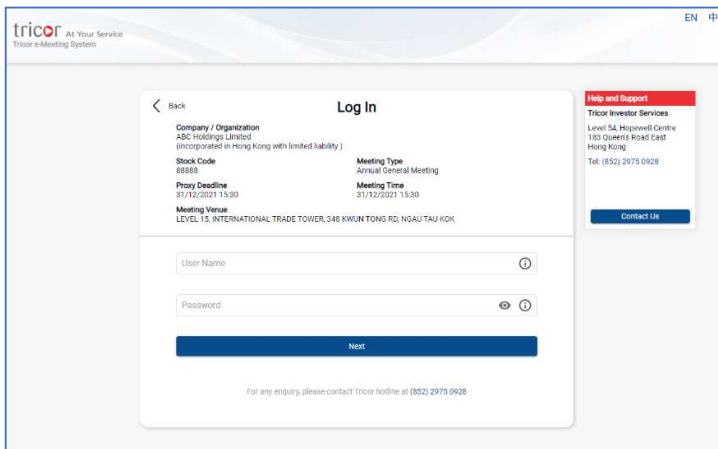 EN 中
tricor At Your Service
Tricor e-Meeting System
Back
Log In
Company / Organization
ABC Holdings Limited
(incorporated in Hong Kong with limited liability )
Stock Code
88888
Meeting Type
Annual General Meeting
Proxy Deadline
31/12/2021 15:30
Meeting Time
31/12/2021 15:30
Meeting Venue
LEVEL 15, INTERNATIONAL TRADE TOWER, 348 KWUN TONG RD, NGAU TAU KOK
User Name
Password
Next
For any enquiry, please contact Tricor hotline at (852) 2975 0928
Help and Support
Tricor Investor Services
Level 54, Hopewell Centre
183 Queen's Road East
Hong Kong
Tel: (852) 2975 0928
Contact Us